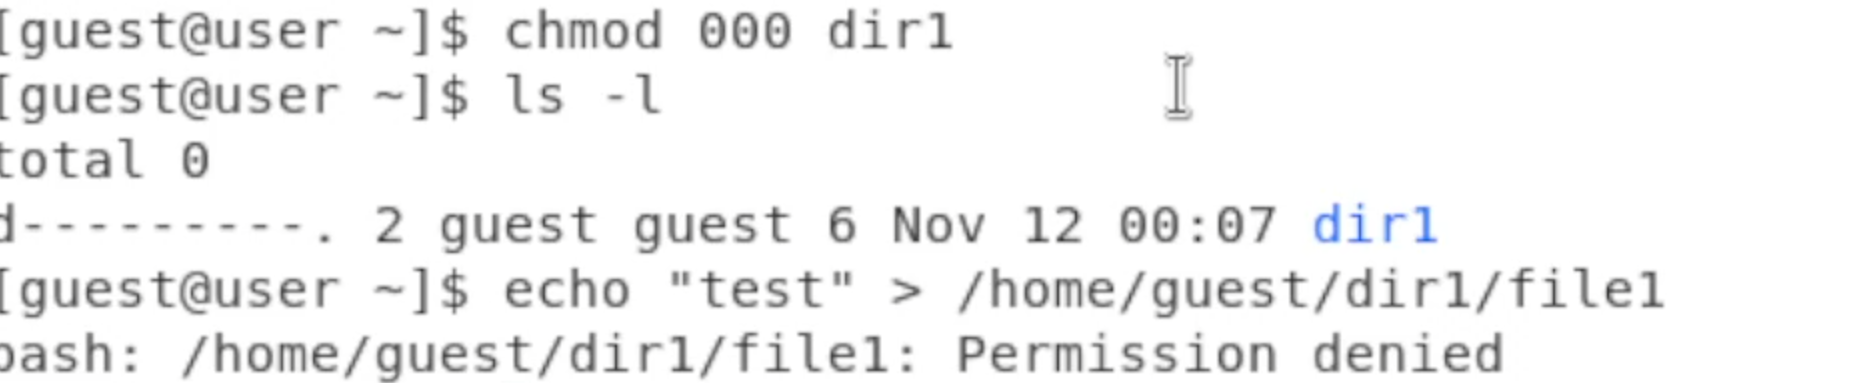 [guest@user ~]$ chmod 000 dir1
[guest@user ~]$ ls -l
total 0
d---------. 2 guest guest 6 Nov 12 00:07 dir1
[guest@user ~]$ echo "test" > /home/guest/dir1/file1
bash: /home/guest/dir1/file1: Permission denied